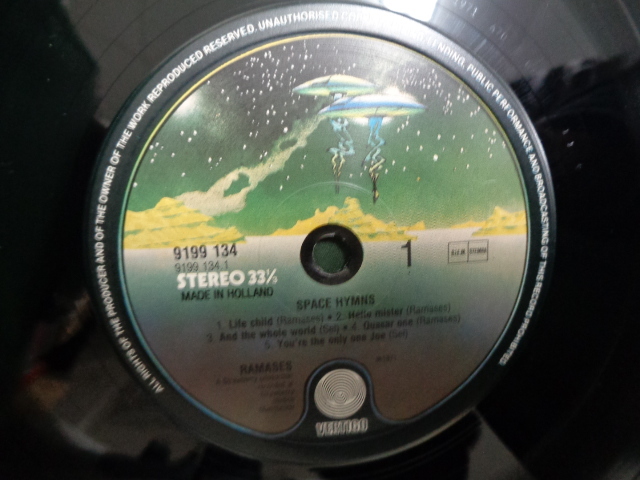 ALL RIGHTS OF THE PRODUCER AND OF THE OWNER OF THE WORK REPRODUCED RESERVED. UNAUTHORISED
LENDING, PUBLIC PERFORMANCE AND BROADCASTING OF THIS RECORD PROHIBITED
9199 134
9199 134.1
STEREO 33⅓
MADE IN HOLLAND
1
STEMRA
SPACE HYMNS
1. Life child (Ramases) • 2. Hello mister (Ramases)
3. And the whole world (Sel) • 4. Quasar one (Ramases)
5. You're the only one Joe (Sel)
RAMASES
VERTIGO